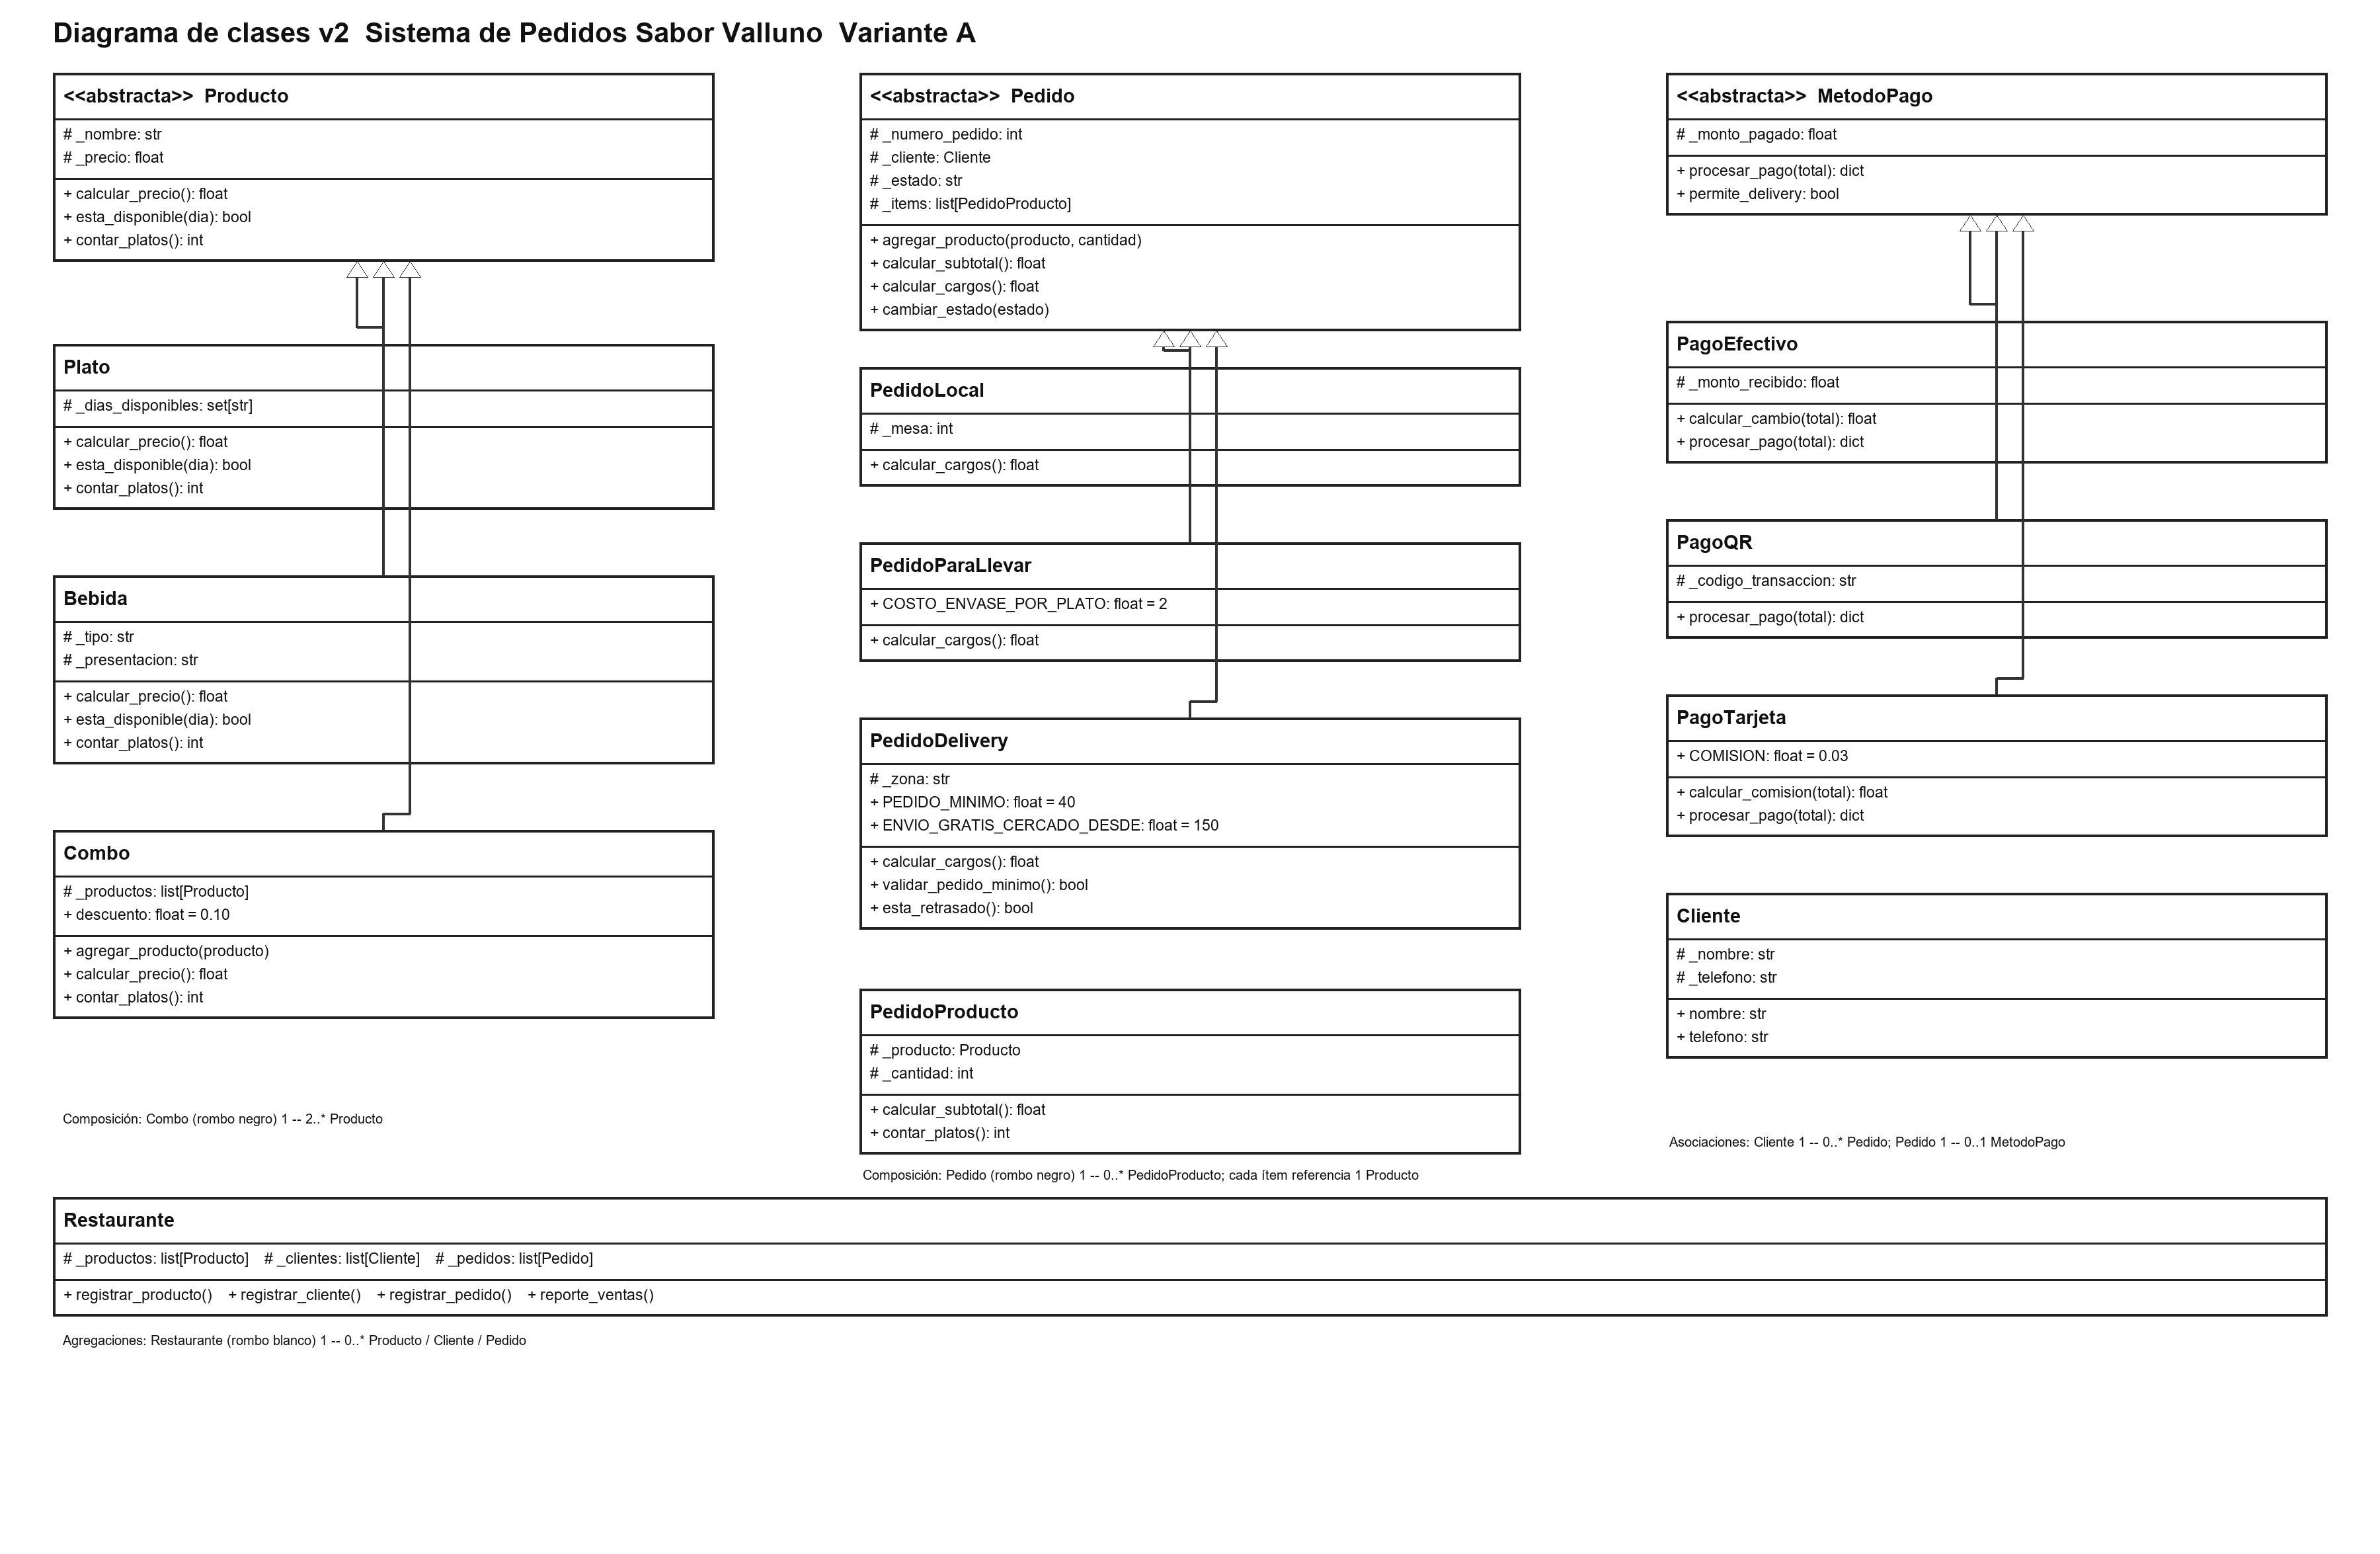 Diagrama de clases v2  Sistema de Pedidos Sabor Valluno  Variante A
<<abstracta>>  Producto
# _nombre: str
# _precio: float
+ calcular_precio(): float
+ esta_disponible(dia): bool
+ contar_platos(): int
Plato
# _dias_disponibles: set[str]
+ calcular_precio(): float
+ esta_disponible(dia): bool
+ contar_platos(): int
Bebida
# _tipo: str
# _presentacion: str
+ calcular_precio(): float
+ esta_disponible(dia): bool
+ contar_platos(): int
Combo
# _productos: list[Producto]
+ descuento: float = 0.10
+ agregar_producto(producto)
+ calcular_precio(): float
+ contar_platos(): int
Composición: Combo (rombo negro) 1 -- 2..* Producto
<<abstracta>>  Pedido
# _numero_pedido: int
# _cliente: Cliente
# _estado: str
# _items: list[PedidoProducto]
+ agregar_producto(producto, cantidad)
+ calcular_subtotal(): float
+ calcular_cargos(): float
+ cambiar_estado(estado)
PedidoLocal
# _mesa: int
+ calcular_cargos(): float
PedidoParaLlevar
+ COSTO_ENVASE_POR_PLATO: float = 2
+ calcular_cargos(): float
PedidoDelivery
# _zona: str
+ PEDIDO_MINIMO: float = 40
+ ENVIO_GRATIS_CERCADO_DESDE: float = 150
+ calcular_cargos(): float
+ validar_pedido_minimo(): bool
+ esta_retrasado(): bool
PedidoProducto
# _producto: Producto
# _cantidad: int
+ calcular_subtotal(): float
+ contar_platos(): int
Composición: Pedido (rombo negro) 1 -- 0..* PedidoProducto; cada ítem referencia 1 Producto
<<abstracta>>  MetodoPago
# _monto_pagado: float
+ procesar_pago(total): dict
+ permite_delivery: bool
PagoEfectivo
# _monto_recibido: float
+ calcular_cambio(total): float
+ procesar_pago(total): dict
PagoQR
# _codigo_transaccion: str
+ procesar_pago(total): dict
PagoTarjeta
+ COMISION: float = 0.03
+ calcular_comision(total): float
+ procesar_pago(total): dict
Cliente
# _nombre: str
# _telefono: str
+ nombre: str
+ telefono: str
Asociaciones: Cliente 1 -- 0..* Pedido; Pedido 1 -- 0..1 MetodoPago
Restaurante
# _productos: list[Producto]    # _clientes: list[Cliente]    # _pedidos: list[Pedido]
+ registrar_producto()    + registrar_cliente()    + registrar_pedido()    + reporte_ventas()
Agregaciones: Restaurante (rombo blanco) 1 -- 0..* Producto / Cliente / Pedido